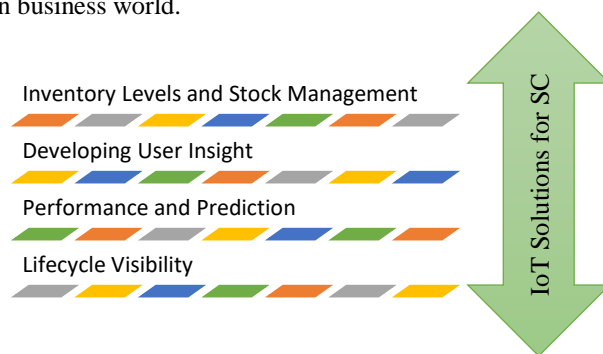 n business world.
Inventory Levels and Stock Management
Developing User Insight
Performance and Prediction
Lifecycle Visibility
IoT Solutions for SC